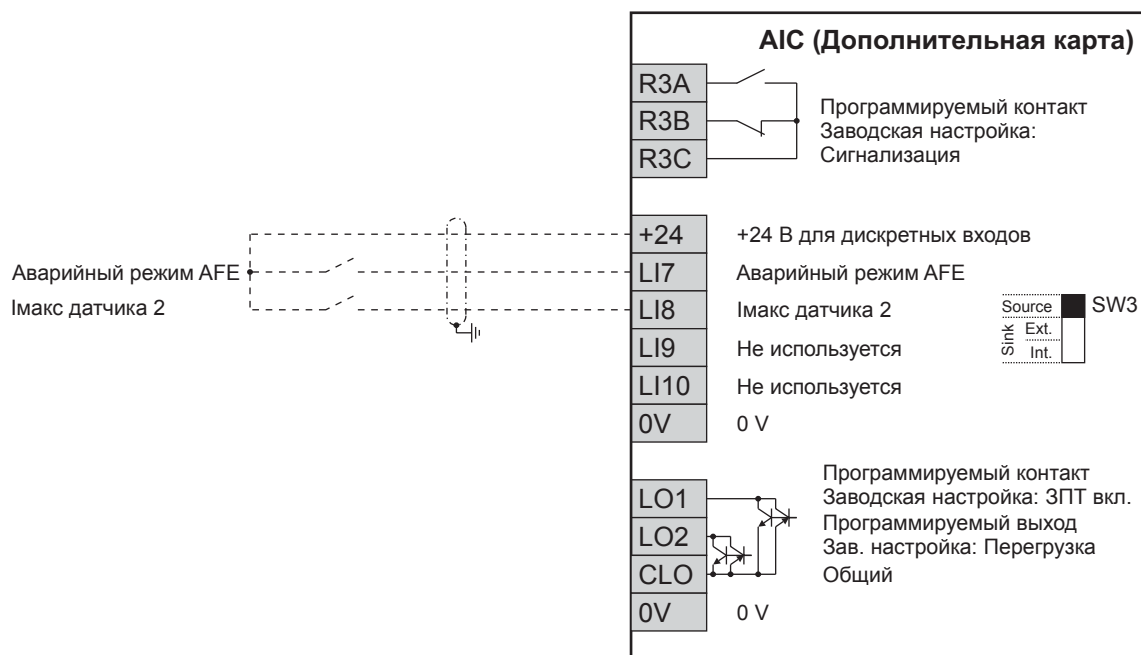 AIC (Дополнительная карта)
R3A
R3B
R3C
Программируемый контакт
Заводская настройка:
Сигнализация
+24
+24 В для дискретных входов
Аварийный режим AFE
LI7
Аварийный режим AFE
Iмакс датчика 2
LI8
Iмакс датчика 2
Source
Sink
Ext.
Int.
SW3
LI9
Не используется
LI10
Не используется
0V
0 V
LO1
Программируемый контакт
Заводская настройка: ЗПТ вкл.
LO2
Программируемый выход
Зав. настройка: Перегрузка
CLO
Общий
0V
0 V